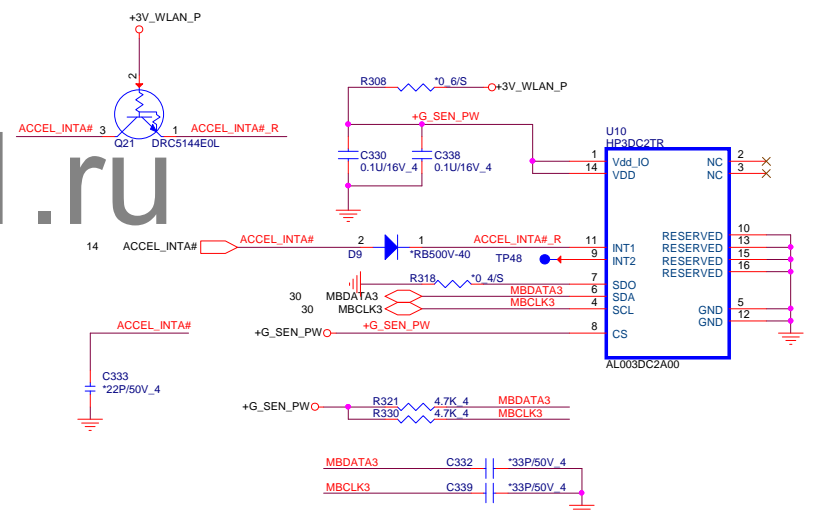 +3V_WLAN_P
2
ACCEL_INTA# 3 1 ACCEL_INTA#_R
Q21 DRC5144E0L
.ru
R308 *0_6/S +3V_WLAN_P
+G_SEN_PW
C330 C338
0.1U/16V_4 0.1U/16V_4
U10
HP3DC2TR
1 Vdd_IO NC 2
14 VDD NC 3
RESERVED 10
RESERVED 13
RESERVED 15
RESERVED 16
14 ACCEL_INTA# ACCEL_INTA# 2 1 ACCEL_INTA#_R 11 INT1
D9 *RB500V-40 TP48 9 INT2
R318 *0_4/S 7 SDO
30 MBDATA3 MBDATA3 6 SDA
30 MBCLK3 MBCLK3 4 SCL
GND 5
GND 12
+G_SEN_PW +G_SEN_PW 8 CS
AL003DC2A00
ACCEL_INTA#
C333
*22P/50V_4
+G_SEN_PW R321 4.7K_4 MBDATA3
R330 4.7K_4 MBCLK3
MBDATA3 C332 *33P/50V_4
MBCLK3 C339 *33P/50V_4